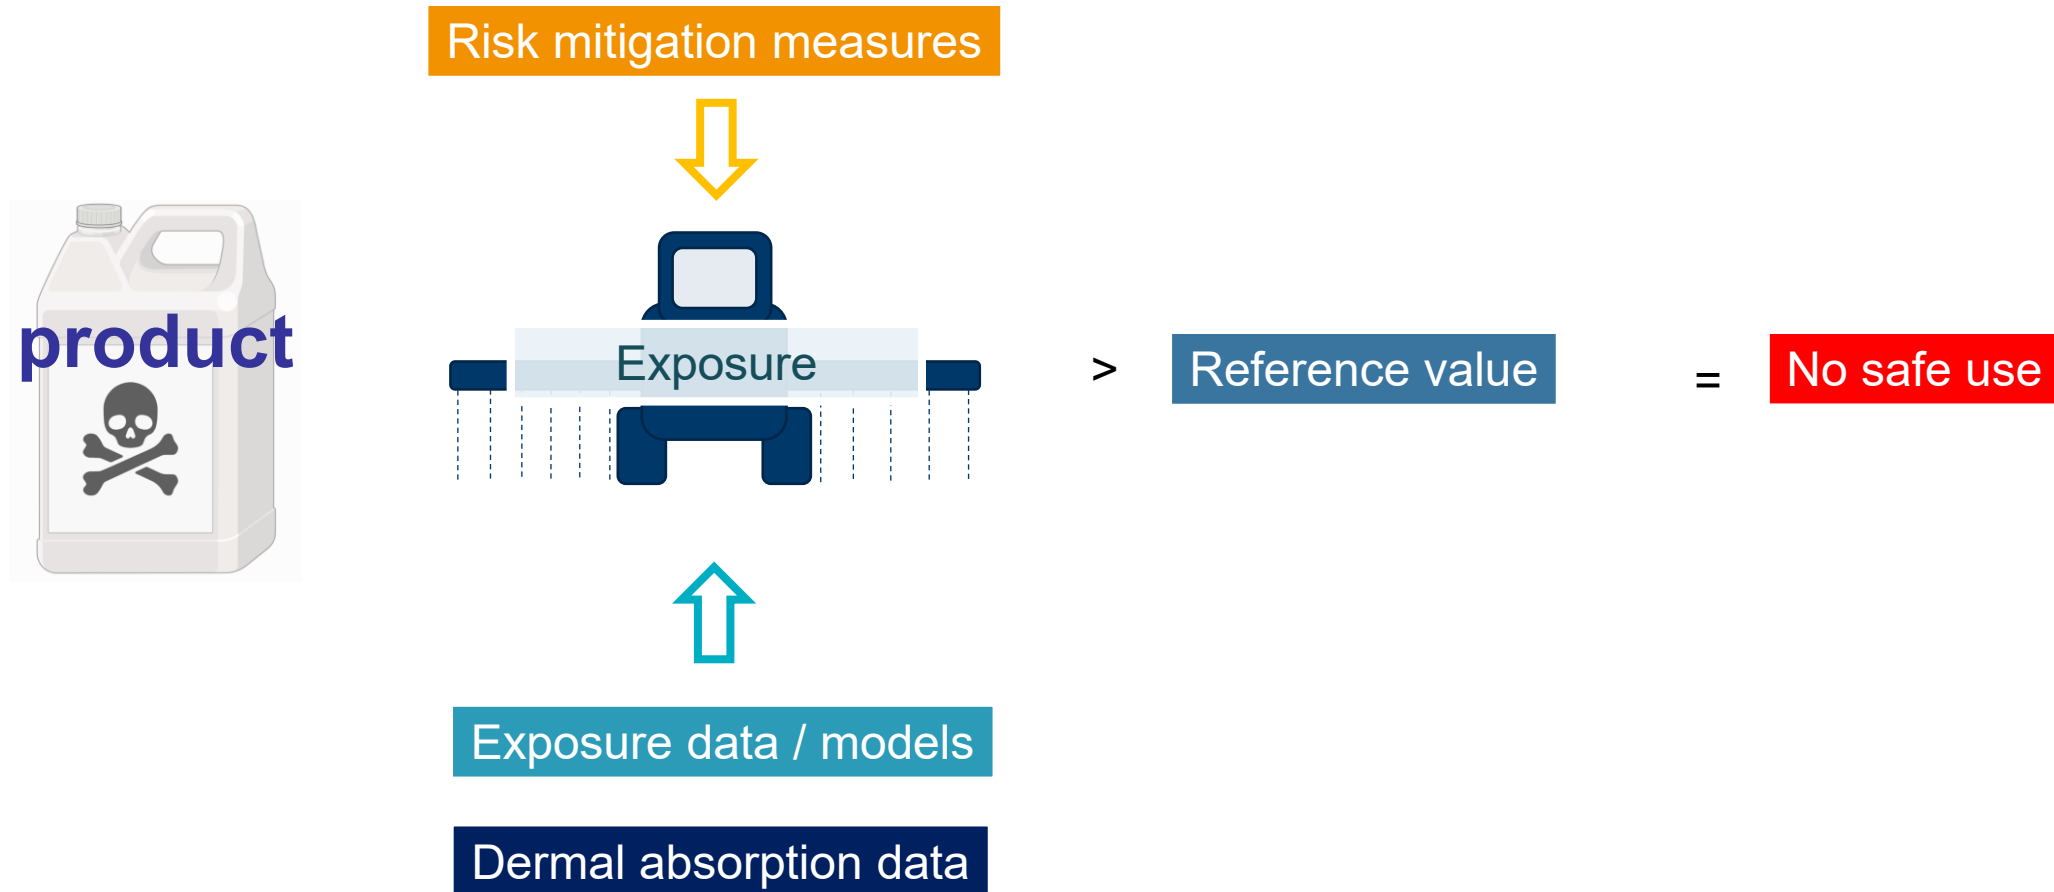 Risk mitigation measures
product
Exposure
>
Reference value
=
No safe use
Exposure data / models
Dermal absorption data